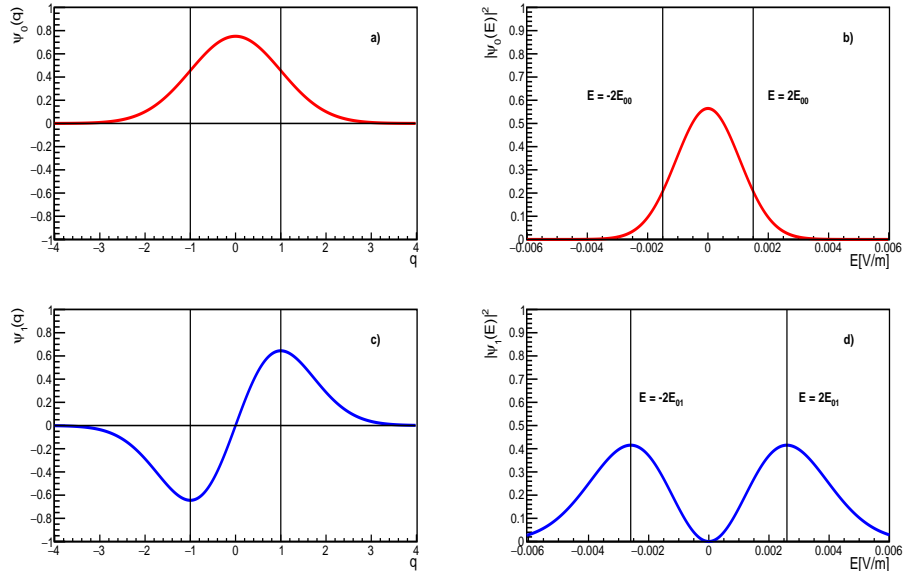 ψ₀(q)
a)
1
0.8
0.6
0.4
0.2
0
−0.2
−0.4
−0.6
−0.8
−1
−4 −3 −2 −1 0 1 2 3 4
q
|ψ₀(E)|²
b)
E = -2E₀₀
E = 2E₀₀
1
0.9
0.8
0.7
0.6
0.5
0.4
0.3
0.2
0.1
0
−0.006 −0.004 −0.002 0 0.002 0.004 0.006
E[V/m]
ψ₁(q)
c)
1
0.8
0.6
0.4
0.2
0
−0.2
−0.4
−0.6
−0.8
−1
−4 −3 −2 −1 0 1 2 3 4
q
|ψ₁(E)|²
d)
E = -2E₀₁
E = 2E₀₁
1
0.9
0.8
0.7
0.6
0.5
0.4
0.3
0.2
0.1
0
−0.006 −0.004 −0.002 0 0.002 0.004 0.006
E[V/m]